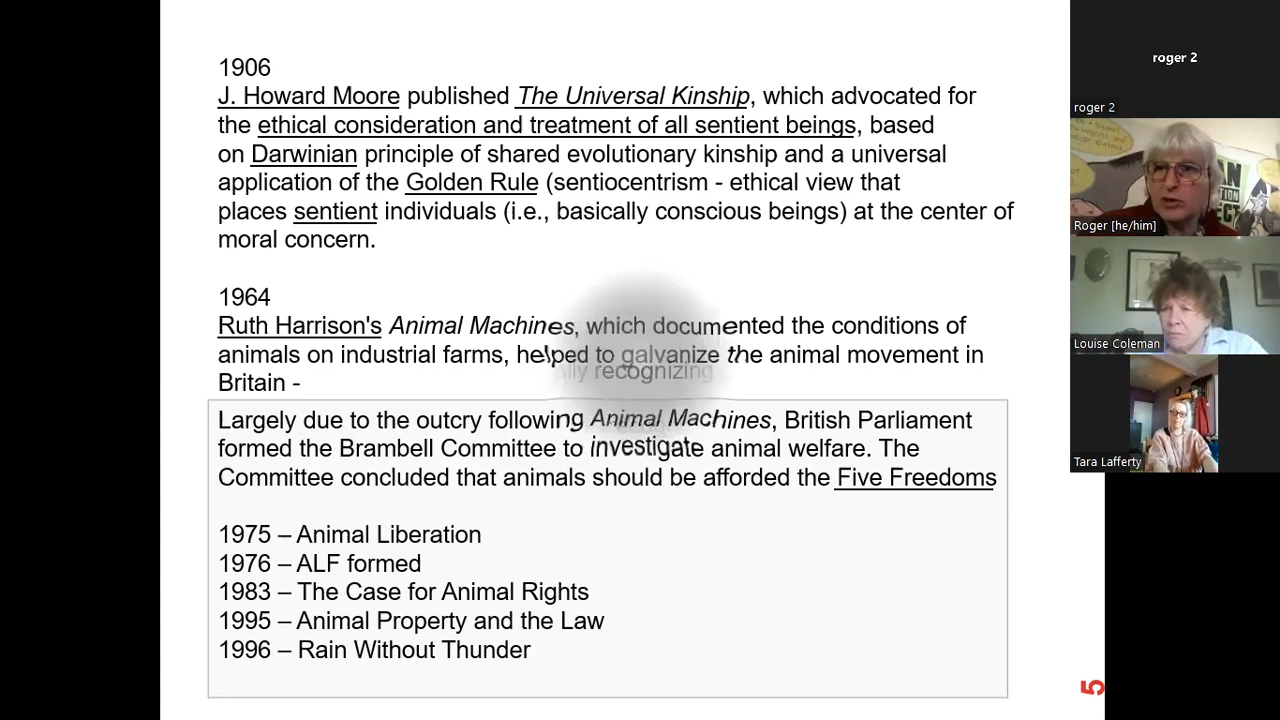 1906
J. Howard Moore published The Universal Kinship, which advocated for
the ethical consideration and treatment of all sentient beings, based
on Darwinian principle of shared evolutionary kinship and a universal
application of the Golden Rule (sentiocentrism - ethical view that
places sentient individuals (i.e., basically conscious beings) at the center of
moral concern.
1964
Ruth Harrison's Animal Machines, which documented the conditions of
animals on industrial farms, helped to galvanize the animal movement in
recognizing
Britain -
Largely due to the outcry following Animal Machines, British Parliament
formed the Brambell Committee to investigate animal welfare. The
Committee concluded that animals should be afforded the Five Freedoms
1975 – Animal Liberation
1976 – ALF formed
1983 – The Case for Animal Rights
1995 – Animal Property and the Law
1996 – Rain Without Thunder
5
roger 2
roger 2
Roger [he/him]
Louise Coleman
Tara Lafferty